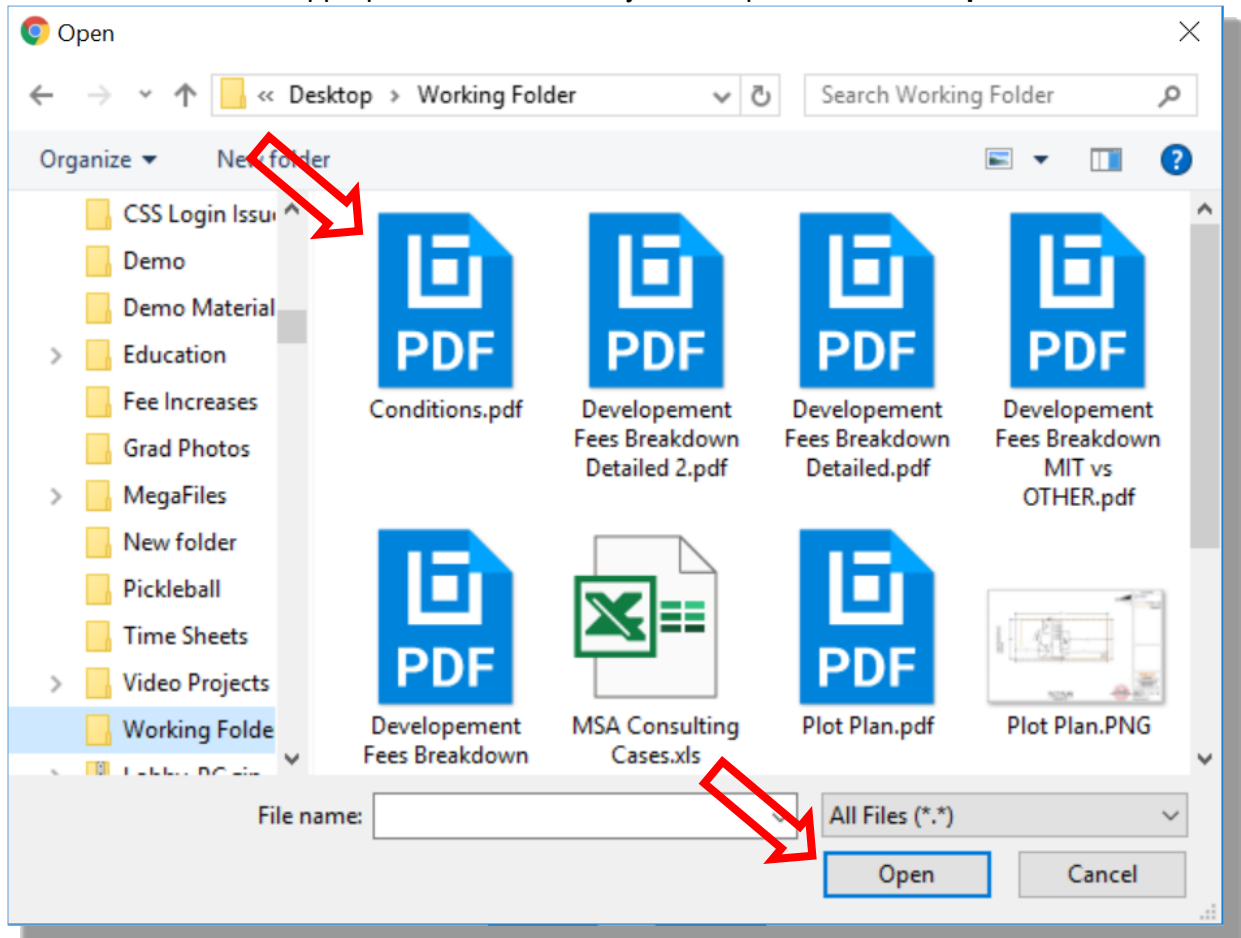 Open
« Desktop > Working Folder
Search Working Folder
Organize
New folder
CSS Login Issu
Demo
Demo Material
Education
Fee Increases
Grad Photos
MegaFiles
New folder
Pickleball
Time Sheets
Video Projects
Working Folde
PDF
PDF
PDF
PDF
Conditions.pdf
Developement
Fees Breakdown
Detailed 2.pdf
Developement
Fees Breakdown
Detailed.pdf
Developement
Fees Breakdown
MIT vs
OTHER.pdf
PDF
PDF
Developement
Fees Breakdown
MSA Consulting
Cases.xls
Plot Plan.pdf
Plot Plan.PNG
File name:
All Files (*.*)
Open
Cancel